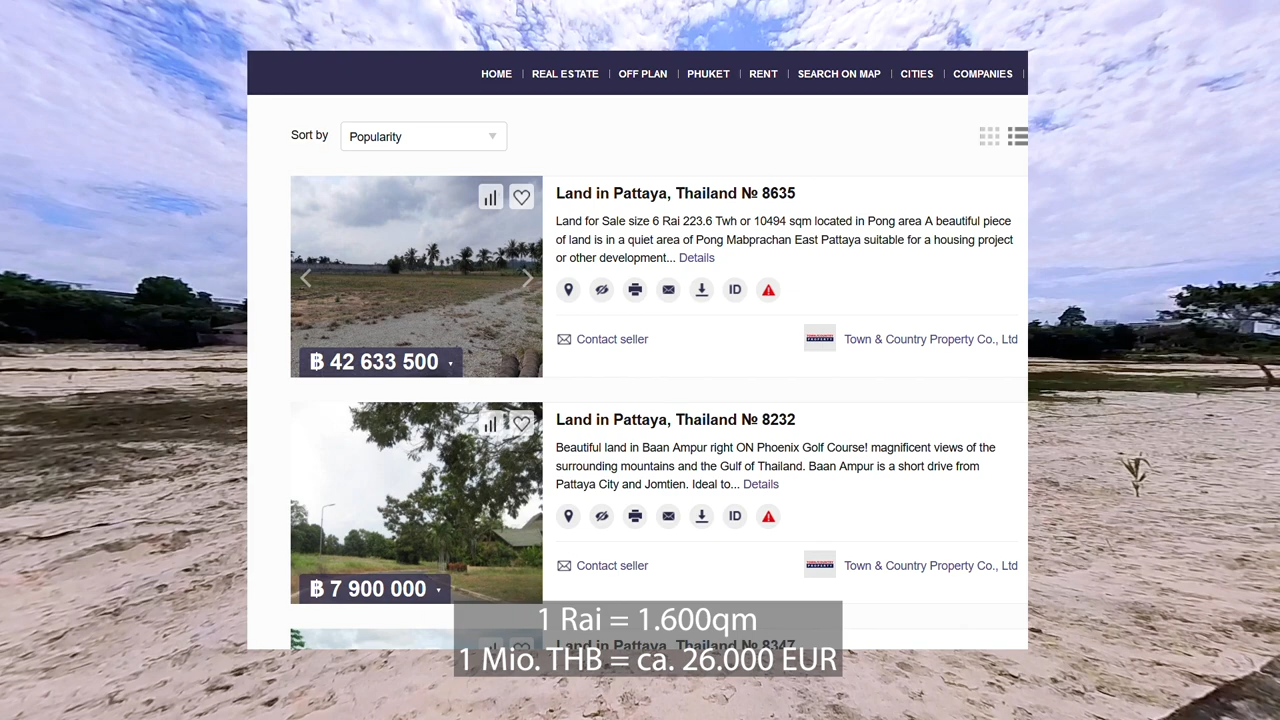 HOME | REAL ESTATE | OFF PLAN | PHUKET | RENT | SEARCH ON MAP | CITIES | COMPANIES |
Sort by Popularity
Land in Pattaya, Thailand № 8635
Land for Sale size 6 Rai 223.6 Twh or 10494 sqm located in Pong area A beautiful piece
of land is in a quiet area of Pong Mabprachan East Pattaya suitable for a housing project
or other development... Details
ID
Contact seller
Town & Country Property Co., Ltd
฿ 42 633 500
Land in Pattaya, Thailand № 8232
Beautiful land in Baan Ampur right ON Phoenix Golf Course! magnificent views of the
surrounding mountains and the Gulf of Thailand. Baan Ampur is a short drive from
Pattaya City and Jomtien. Ideal to... Details
ID
Contact seller
Town & Country Property Co., Ltd
฿ 7 900 000
1 Rai = 1.600qm
Land in Pattaya, Thailand № 8347
1 Mio. THB = ca. 26.000 EUR